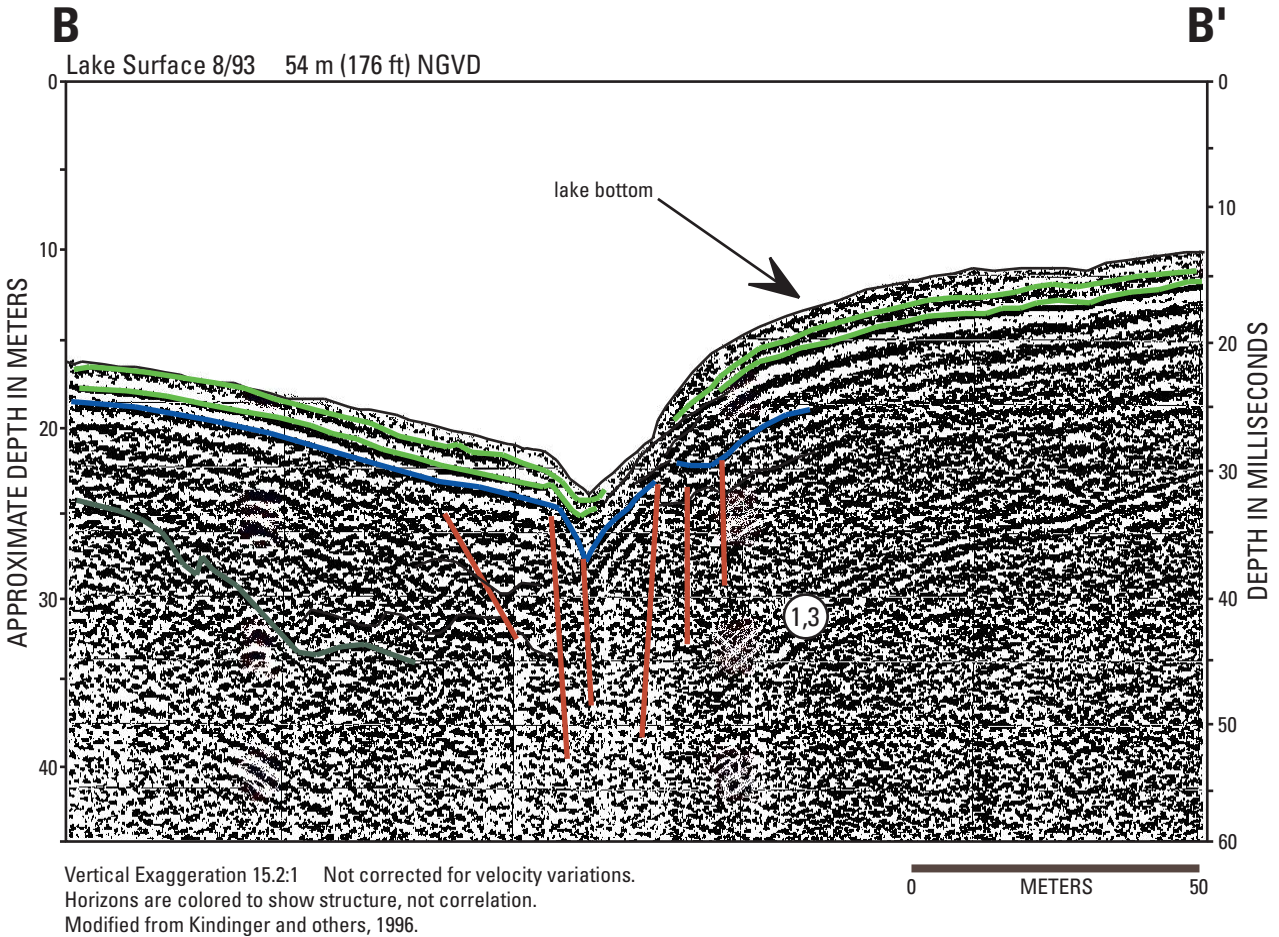 B
B'
Lake Surface 8/93 54 m (176 ft) NGVD
0
10
20
30
40
APPROXIMATE DEPTH IN METERS
lake bottom
1,3
0
10
20
30
40
50
60
DEPTH IN MILLISECONDS
Vertical Exaggeration 15.2:1 Not corrected for velocity variations.
Horizons are colored to show structure, not correlation.
Modified from Kindinger and others, 1996.
0
METERS
50